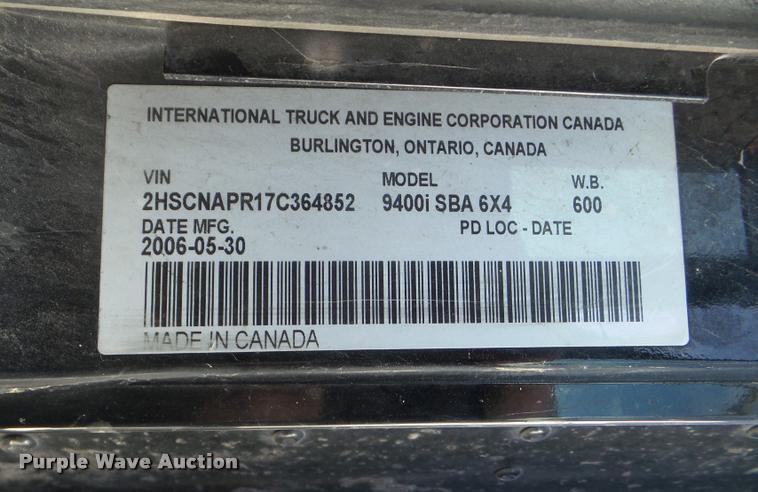 INTERNATIONAL TRUCK AND ENGINE CORPORATION CANADA
BURLINGTON, ONTARIO, CANADA
VIN MODEL W.B.
2HSCNAPR17C364852 9400i SBA 6X4 600
DATE MFG. PD LOC - DATE
2006-05-30
MADE IN CANADA
Purple Wave Auction